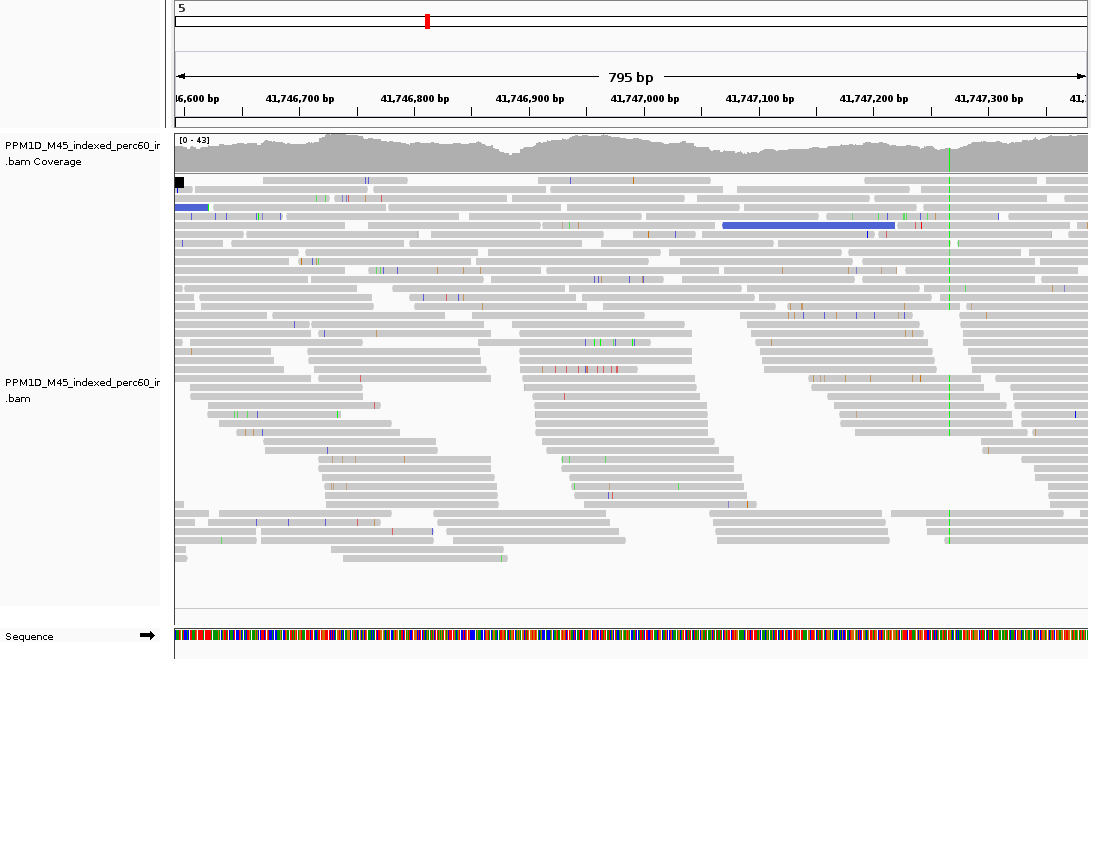 5
795 bp
46,600 bp 41,746,700 bp 41,746,800 bp 41,746,900 bp 41,747,000 bp 41,747,100 bp 41,747,200 bp 41,747,300 bp 41,
PPM1D_M45_indexed_perc60_ir
.bam Coverage
[0 - 43]
PPM1D_M45_indexed_perc60_ir
.bam
Sequence